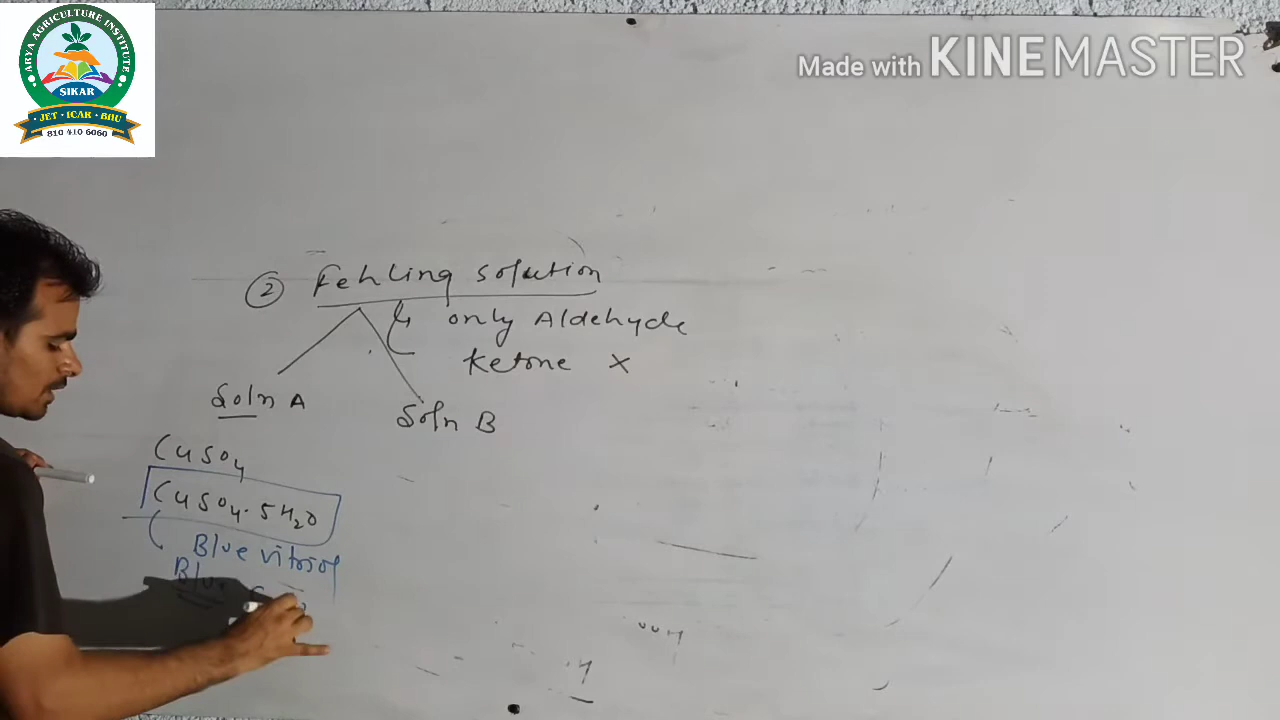 ARYA AGRICULTURE INSTITUTE
SIKAR
· JET · ICAR · BHU ·
810 410 6060
Made with KINEMASTER
② Fehling solution
only Aldehyde
Ketone X
Soln A
Soln B
CuSO4
CuSO4. 5H2O
Blue vitriol
Blue